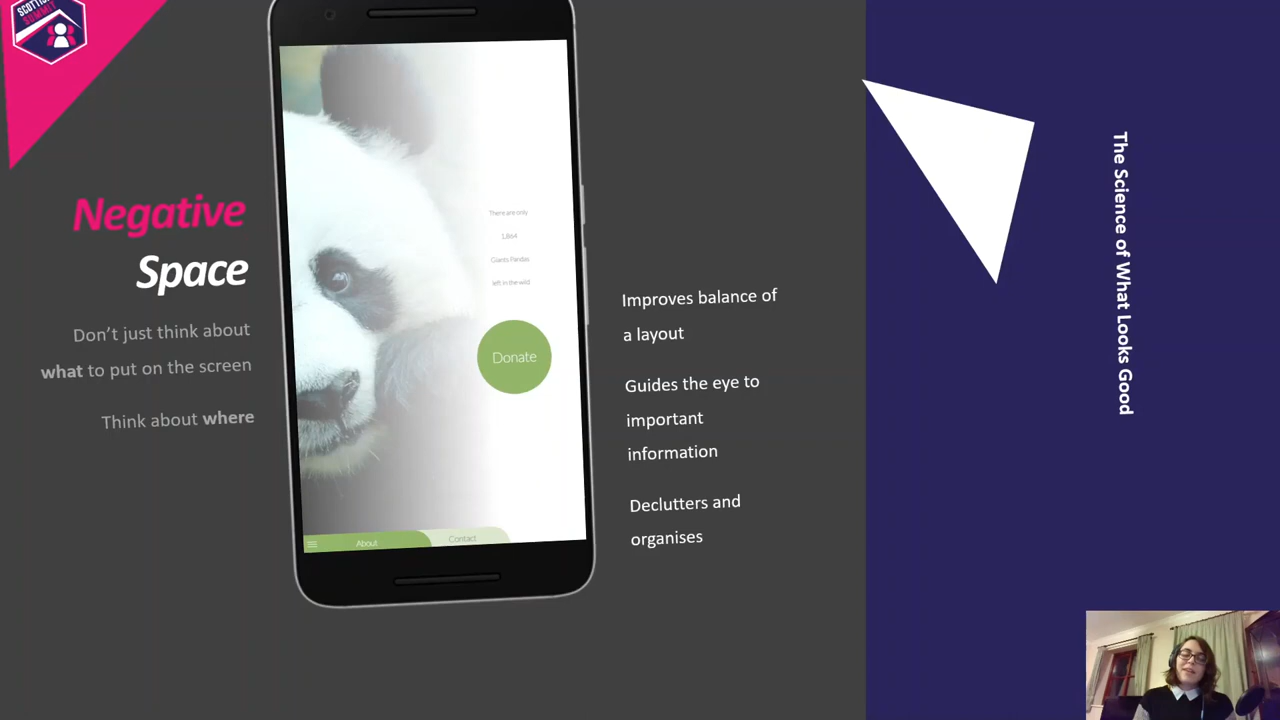 SCOTTISH
SUMMIT
Negative
Space
Don't just think about
what to put on the screen
Think about where
There are only
1,864
Giants Pandas
left in the wild
Donate
About
Contact
Improves balance of
a layout
Guides the eye to
important
information
Declutters and
organises
The Science of What Looks Good